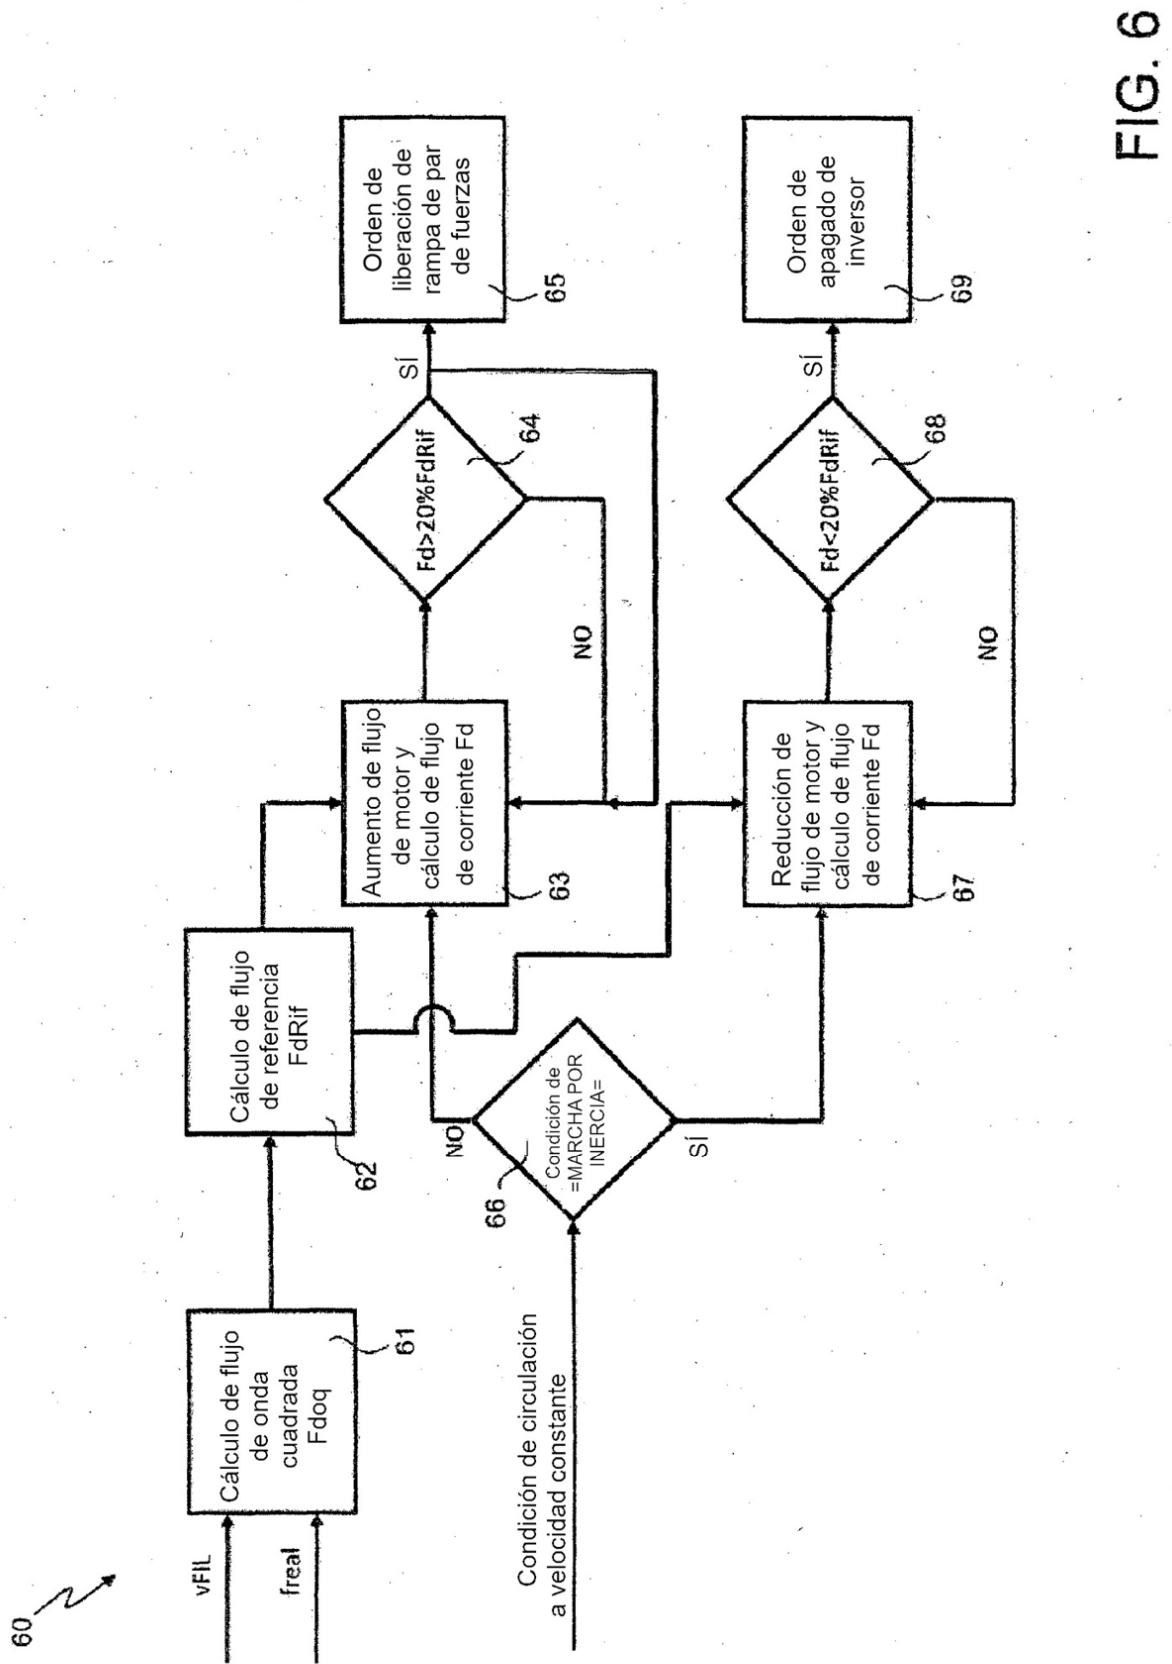 60
vFIL
freal
Cálculo de flujo
de onda
cuadrada
Fdoq
61
Cálculo de flujo
de referencia
FdRif
62
Aumento de flujo
de motor y
cálculo de flujo
de corriente Fd
63
Fd>20%FdRif
64
SÍ
NO
Orden de
liberación de
rampa de par
de fuerzas
65
Condición de circulación
a velocidad constante
Condición de
=MARCHA POR
INERCIA=
66
NO
SÍ
Reducción de
flujo de motor y
cálculo de flujo
de corriente Fd
67
Fd<20%FdRif
68
SÍ
NO
Orden de
apagado de
inversor
69
FIG. 6